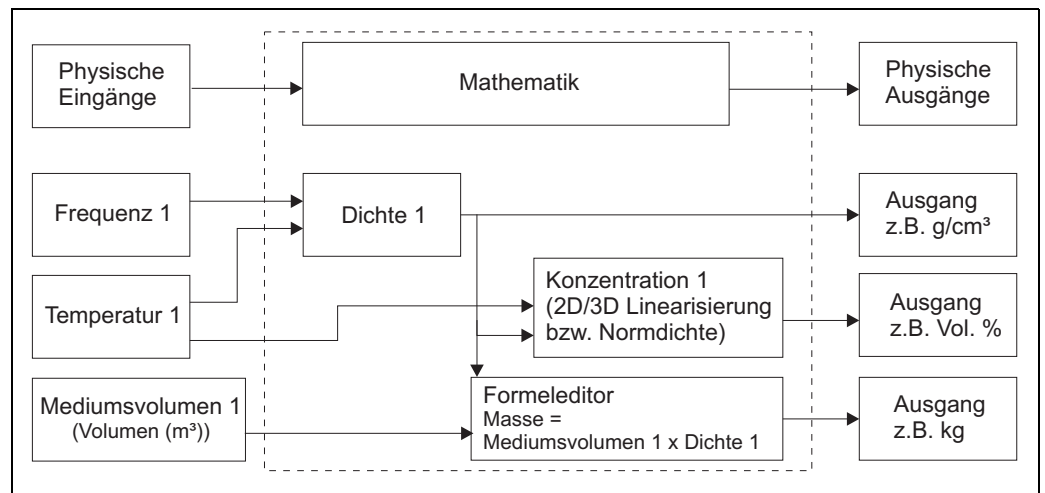 Physische
Eingänge
Mathematik
Physische
Ausgänge
Frequenz 1
Dichte 1
Ausgang
z.B. g/cm³
Temperatur 1
Konzentration 1
(2D/3D Linearisierung
bzw. Normdichte)
Ausgang
z.B. Vol. %
Mediumsvolumen 1
(Volumen (m³))
Formeleditor
Masse =
Mediumsvolumen 1 x Dichte 1
Ausgang
z.B. kg